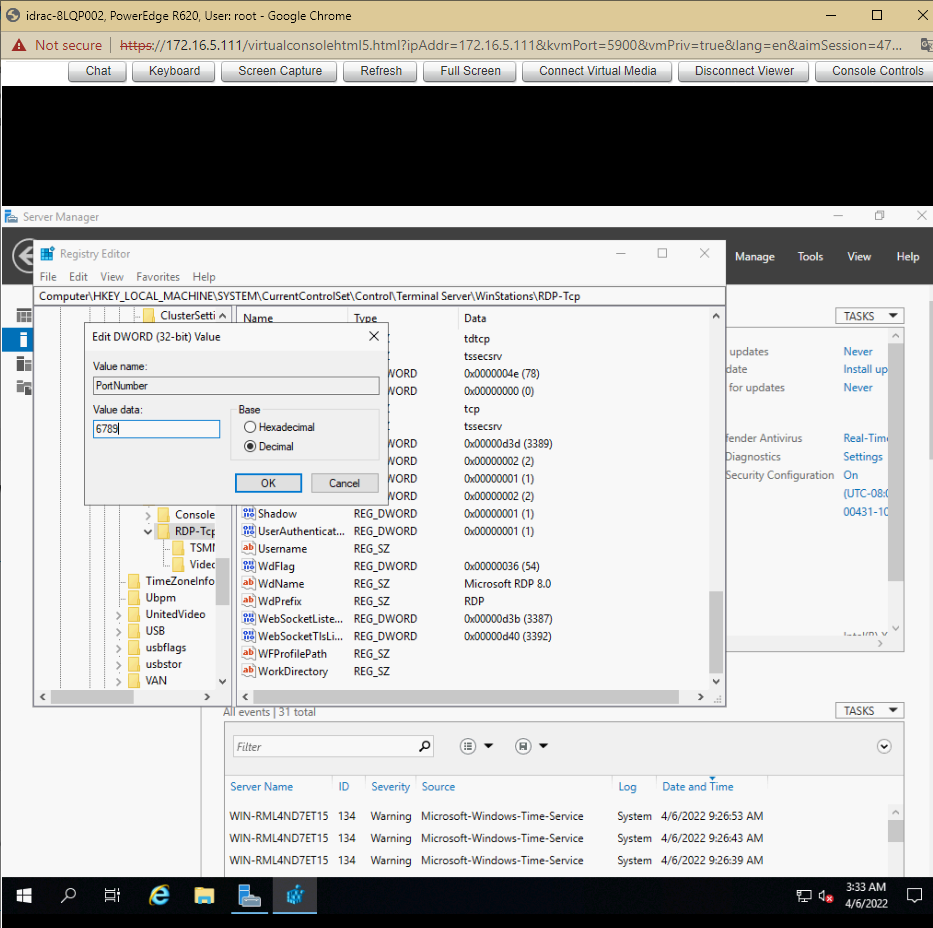 idrac-8LQP002, PowerEdge R620, User: root - Google Chrome
Not secure | https://172.16.5.111/virtualconsolehtml5.html?ipAddr=172.16.5.111&kvmPort=5900&vmPriv=true&lang=en&aimSession=47...
Chat Keyboard Screen Capture Refresh Full Screen Connect Virtual Media Disconnect Viewer Console Controls
Server Manager
Manage Tools View Help
Registry Editor
File Edit View Favorites Help
Computer\HKEY_LOCAL_MACHINE\SYSTEM\CurrentControlSet\Control\Terminal Server\WinStations\RDP-Tcp
ClusterSetti
Name Type Data
Edit DWORD (32-bit) Value
Value name:
PortNumber
Value data:
6789
Base
Hexadecimal
Decimal
OK Cancel
tdtcp
tssecsrv
WORD 0x0000004e (78)
WORD 0x00000000 (0)
tcp
tssecsrv
WORD 0x00000d3d (3389)
WORD 0x00000002 (2)
WORD 0x00000001 (1)
WORD 0x00000002 (2)
Shadow REG_DWORD 0x00000001 (1)
UserAuthenticat... REG_DWORD 0x00000001 (1)
Username REG_SZ
WdFlag REG_DWORD 0x00000036 (54)
WdName REG_SZ Microsoft RDP 8.0
WdPrefix REG_SZ RDP
WebSocketListe... REG_DWORD 0x00000d3b (3387)
WebSocketTlsLi... REG_DWORD 0x00000d40 (3392)
WFProfilePath REG_SZ
WorkDirectory REG_SZ
Console
RDP-Tcp
TSMM
Video
TimeZoneInfo
Ubpm
UnitedVideo
USB
usbflags
usbstor
VAN
TASKS
updates Never
date Install up
for updates Never
fender Antivirus Real-Time
Diagnostics Settings
Security Configuration On
(UTC-08:0
00431-10
All events | 31 total
TASKS
Filter
Server Name ID Severity Source Log Date and Time
WIN-RML4ND7ET15 134 Warning Microsoft-Windows-Time-Service System 4/6/2022 9:26:53 AM
WIN-RML4ND7ET15 134 Warning Microsoft-Windows-Time-Service System 4/6/2022 9:26:43 AM
WIN-RML4ND7ET15 134 Warning Microsoft-Windows-Time-Service System 4/6/2022 9:26:39 AM
3:33 AM
4/6/2022